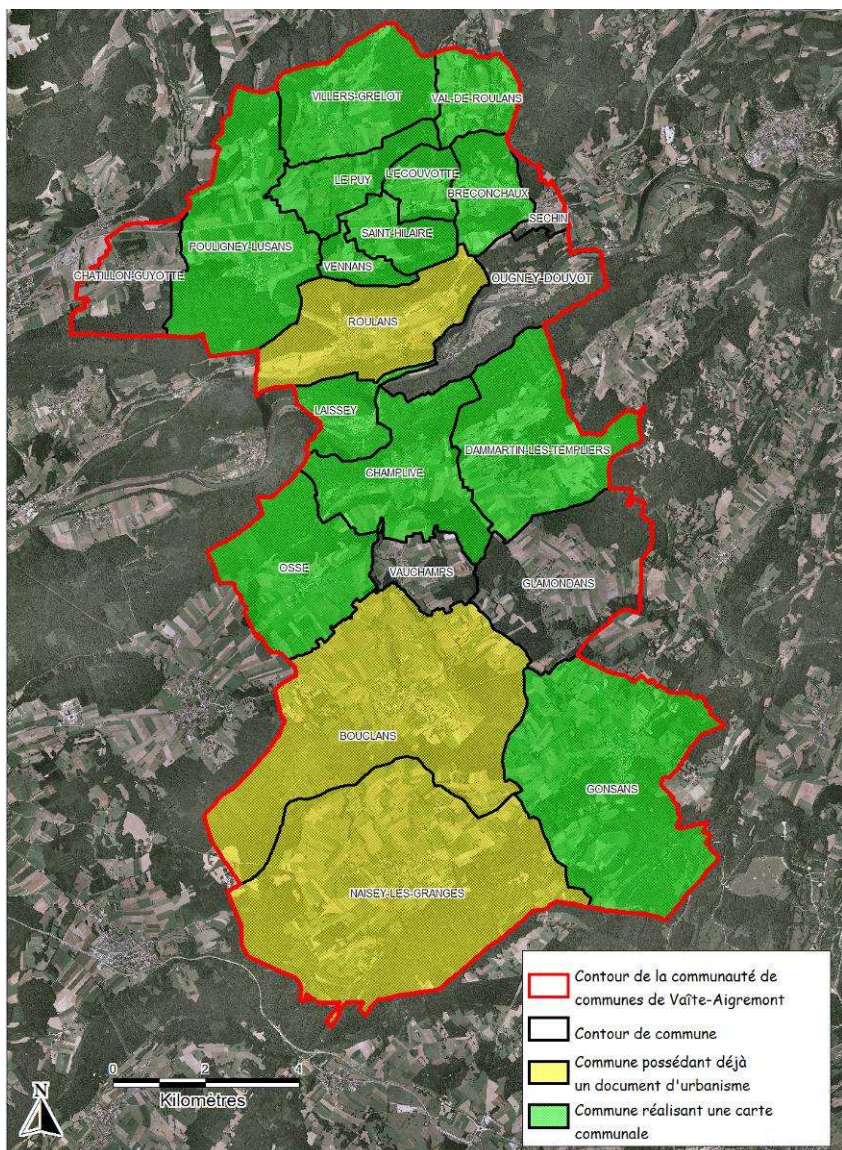 VILLERS-GRELOT
VAL-DE-ROULANS
LE PUY
L'ECOUVOTTE
BRECONCHAUX
SECHIN
SAINT-HILAIRE
POULIGNEY-LUSANS
VENNANS
CHATILLON-GUYOTTE
OUGNEY-DOUVOT
ROULANS
LAISSEY
DAMMARTIN-LES-TEMPLIERS
CHAMPLIVE
OSSE
VAUCHAMPS
GLAMONDANS
BOUCLANS
GONSANS
NAISEY-LES-GRANGES
Contour de la communauté de
communes de Vaîte-Aigremont
Contour de commune
Commune possédant déjà
un document d'urbanisme
Commune réalisant une carte
communale
0 2 4
Kilomètres
N